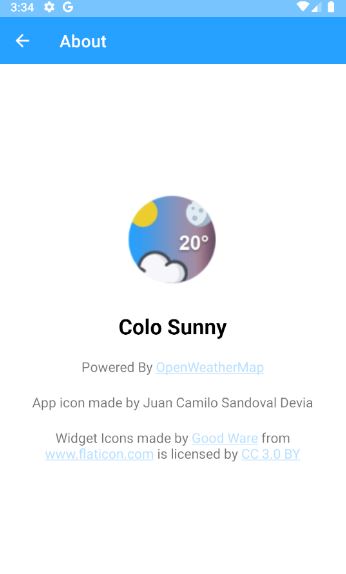 3:34
About
20°
Colo Sunny
Powered By OpenWeatherMap
App icon made by Juan Camilo Sandoval Devia
Widget Icons made by Good Ware from
www.flaticon.com is licensed by CC 3.0 BY